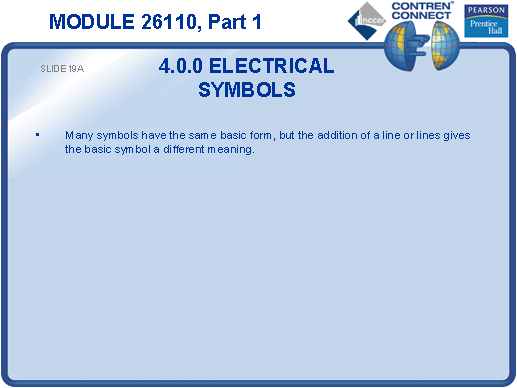 MODULE 26110, Part 1
nccer
CONTREN®
CONNECT
PEARSON
Prentice
Hall
SLIDE 19A
4.0.0 ELECTRICAL
SYMBOLS
• Many symbols have the same basic form, but the addition of a line or lines gives
the basic symbol a different meaning.